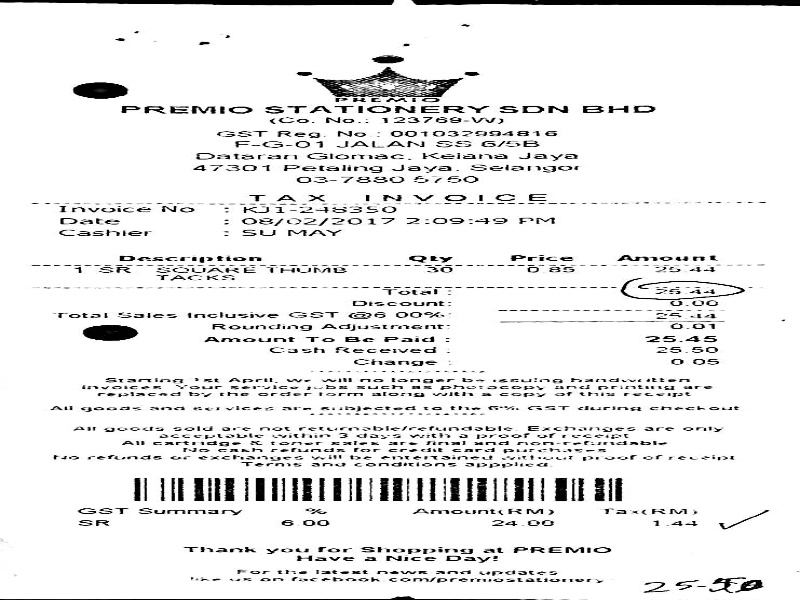 PREMIO
PREMIO STATIONERY SDN BHD
(Co. No.: 123769-W)
GST Reg. No.: 001032994816
F-G-01 JALAN SS 6/5B
Dataran Glomac, Kelana Jaya
47301 Petaling Jaya, Selangor
03-7880 5750
TAX INVOICE
Invoice No : KJ1-248350
Date : 08/02/2017 2:09:49 PM
Cashier : SU MAY
Description Qty Price Amount
1 SR SQUARE THUMB 30 0.85 25.44
TACKS
Total : 25.44
Discount: 0.00
Total Sales Inclusive GST @6.00%: 25.44
Rounding Adjustment: 0.01
Amount To Be Paid : 25.45
Cash Received : 25.50
Change : 0.05
Starting 1st April, we will no longer be issuing handwritten
invoices. Your service jobs such as photocopy and printing are
replaced by the order form along with a copy of this receipt
All goods and services are subjected to the 6% GST during checkout
All goods sold are not returnable/refundable. Exchanges are only
acceptable within 3 days with a proof of receipt
All cartridge & toner sales are final and non-refundable
No cash refunds for credit card purchases
No refunds or exchanges will be entertained without proof of receipt
Terms and conditions appplied.
GST Summary % Amount(RM) Tax(RM)
SR 6.00 24.00 1.44
Thank you for Shopping at PREMIO
Have a Nice Day!
For the latest news and updates
like us on facebook.com/premiostationery
25-50